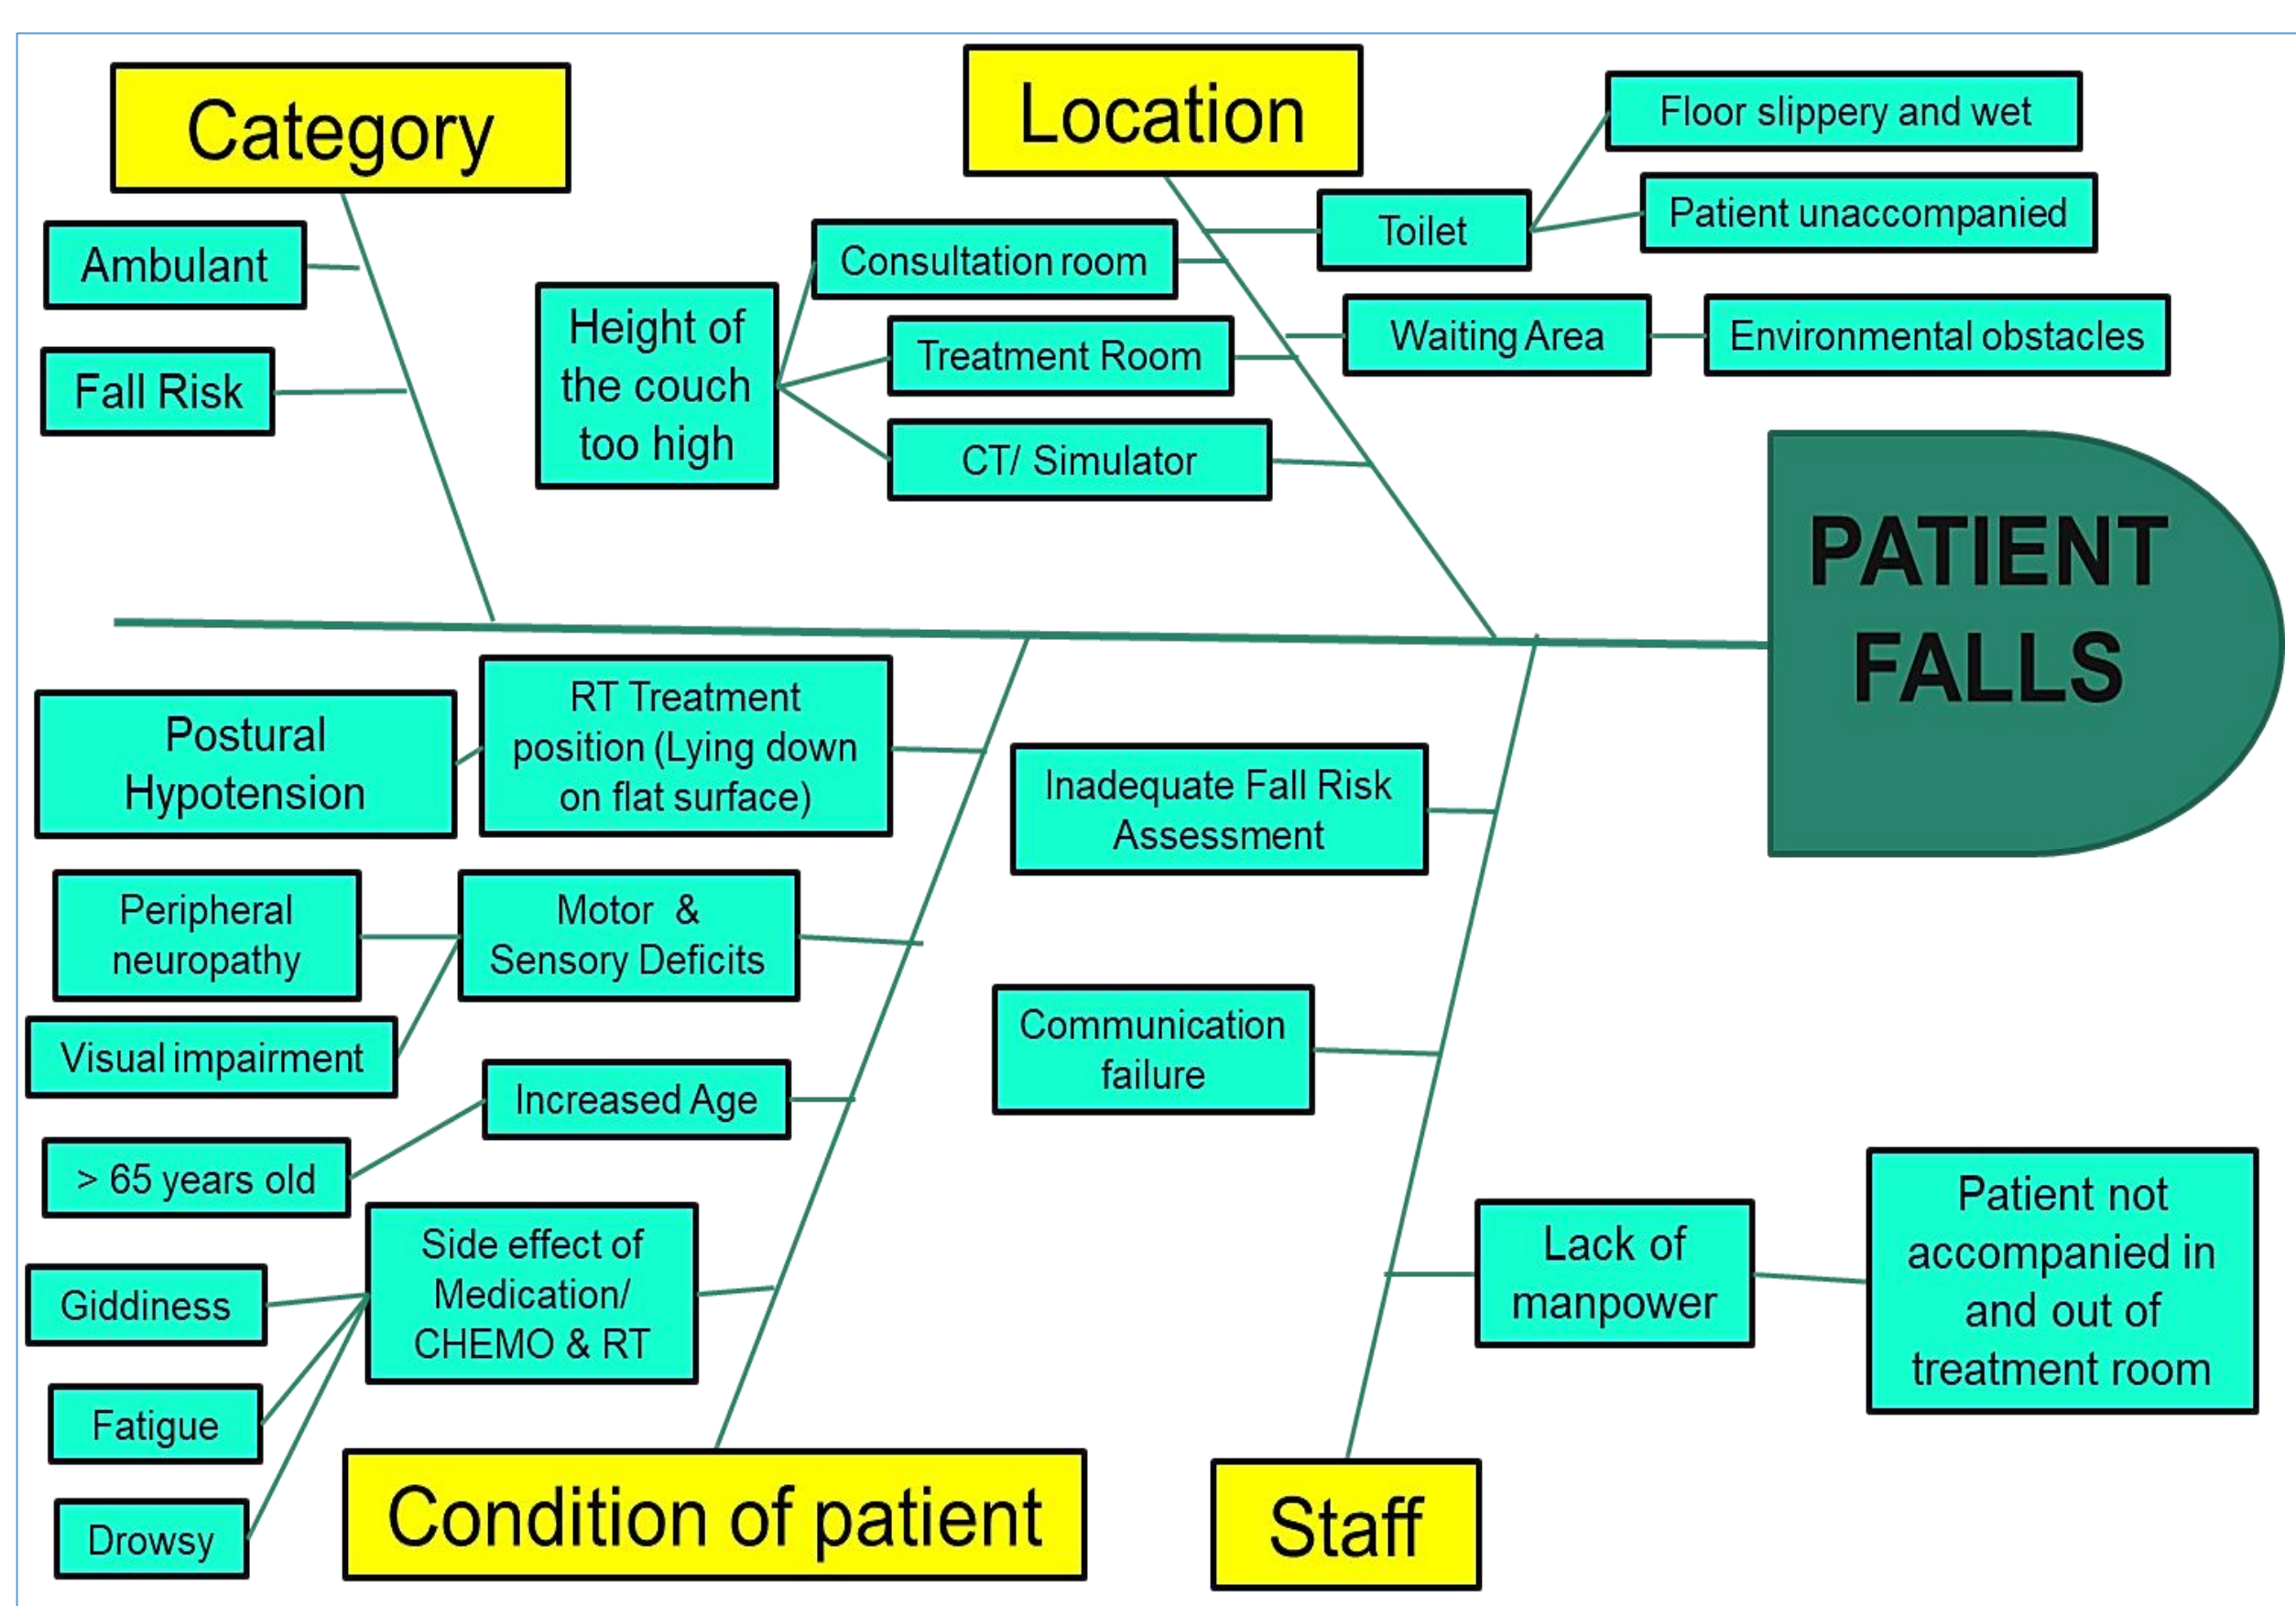 Category
Ambulant
Fall Risk
Location
Floor slippery and wet
Toilet
Patient unaccompanied
Consultation room
Height of
the couch
too high
Treatment Room
CT/ Simulator
Waiting Area
Environmental obstacles
PATIENT
FALLS
Postural
Hypotension
RT Treatment
position (Lying down
on flat surface)
Peripheral
neuropathy
Motor &
Sensory Deficits
Visual impairment
Increased Age
> 65 years old
Giddiness
Side effect of
Medication/
CHEMO & RT
Fatigue
Drowsy
Condition of patient
Inadequate Fall Risk
Assessment
Communication
failure
Lack of
manpower
Patient not
accompanied in
and out of
treatment room
Staff